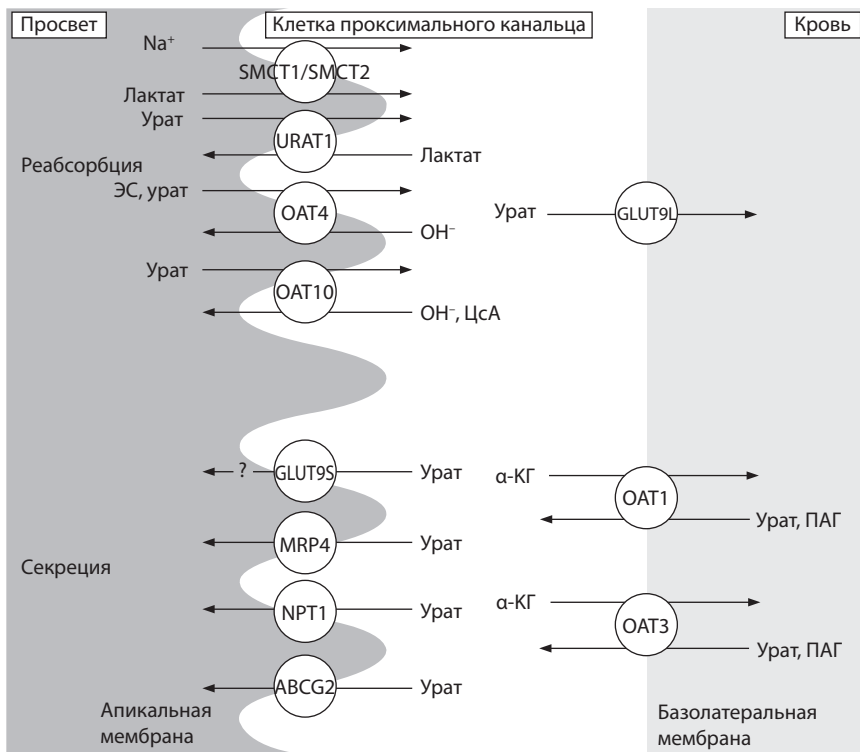 Просвет
Клетка проксимального канальца
Кровь
Na⁺
SMCT1/SMCT2
Лактат
Урат
URAT1
Лактат
Реабсорбция
ЭС, урат
OAT4
OH⁻
Урат
GLUT9L
Урат
OAT10
OH⁻, ЦсА
?
GLUT9S
Урат
α-КГ
OAT1
Урат, ПАГ
MRP4
Урат
Секреция
NPT1
Урат
α-КГ
OAT3
Урат, ПАГ
ABCG2
Урат
Апикальная
мембрана
Базолатеральная
мембрана